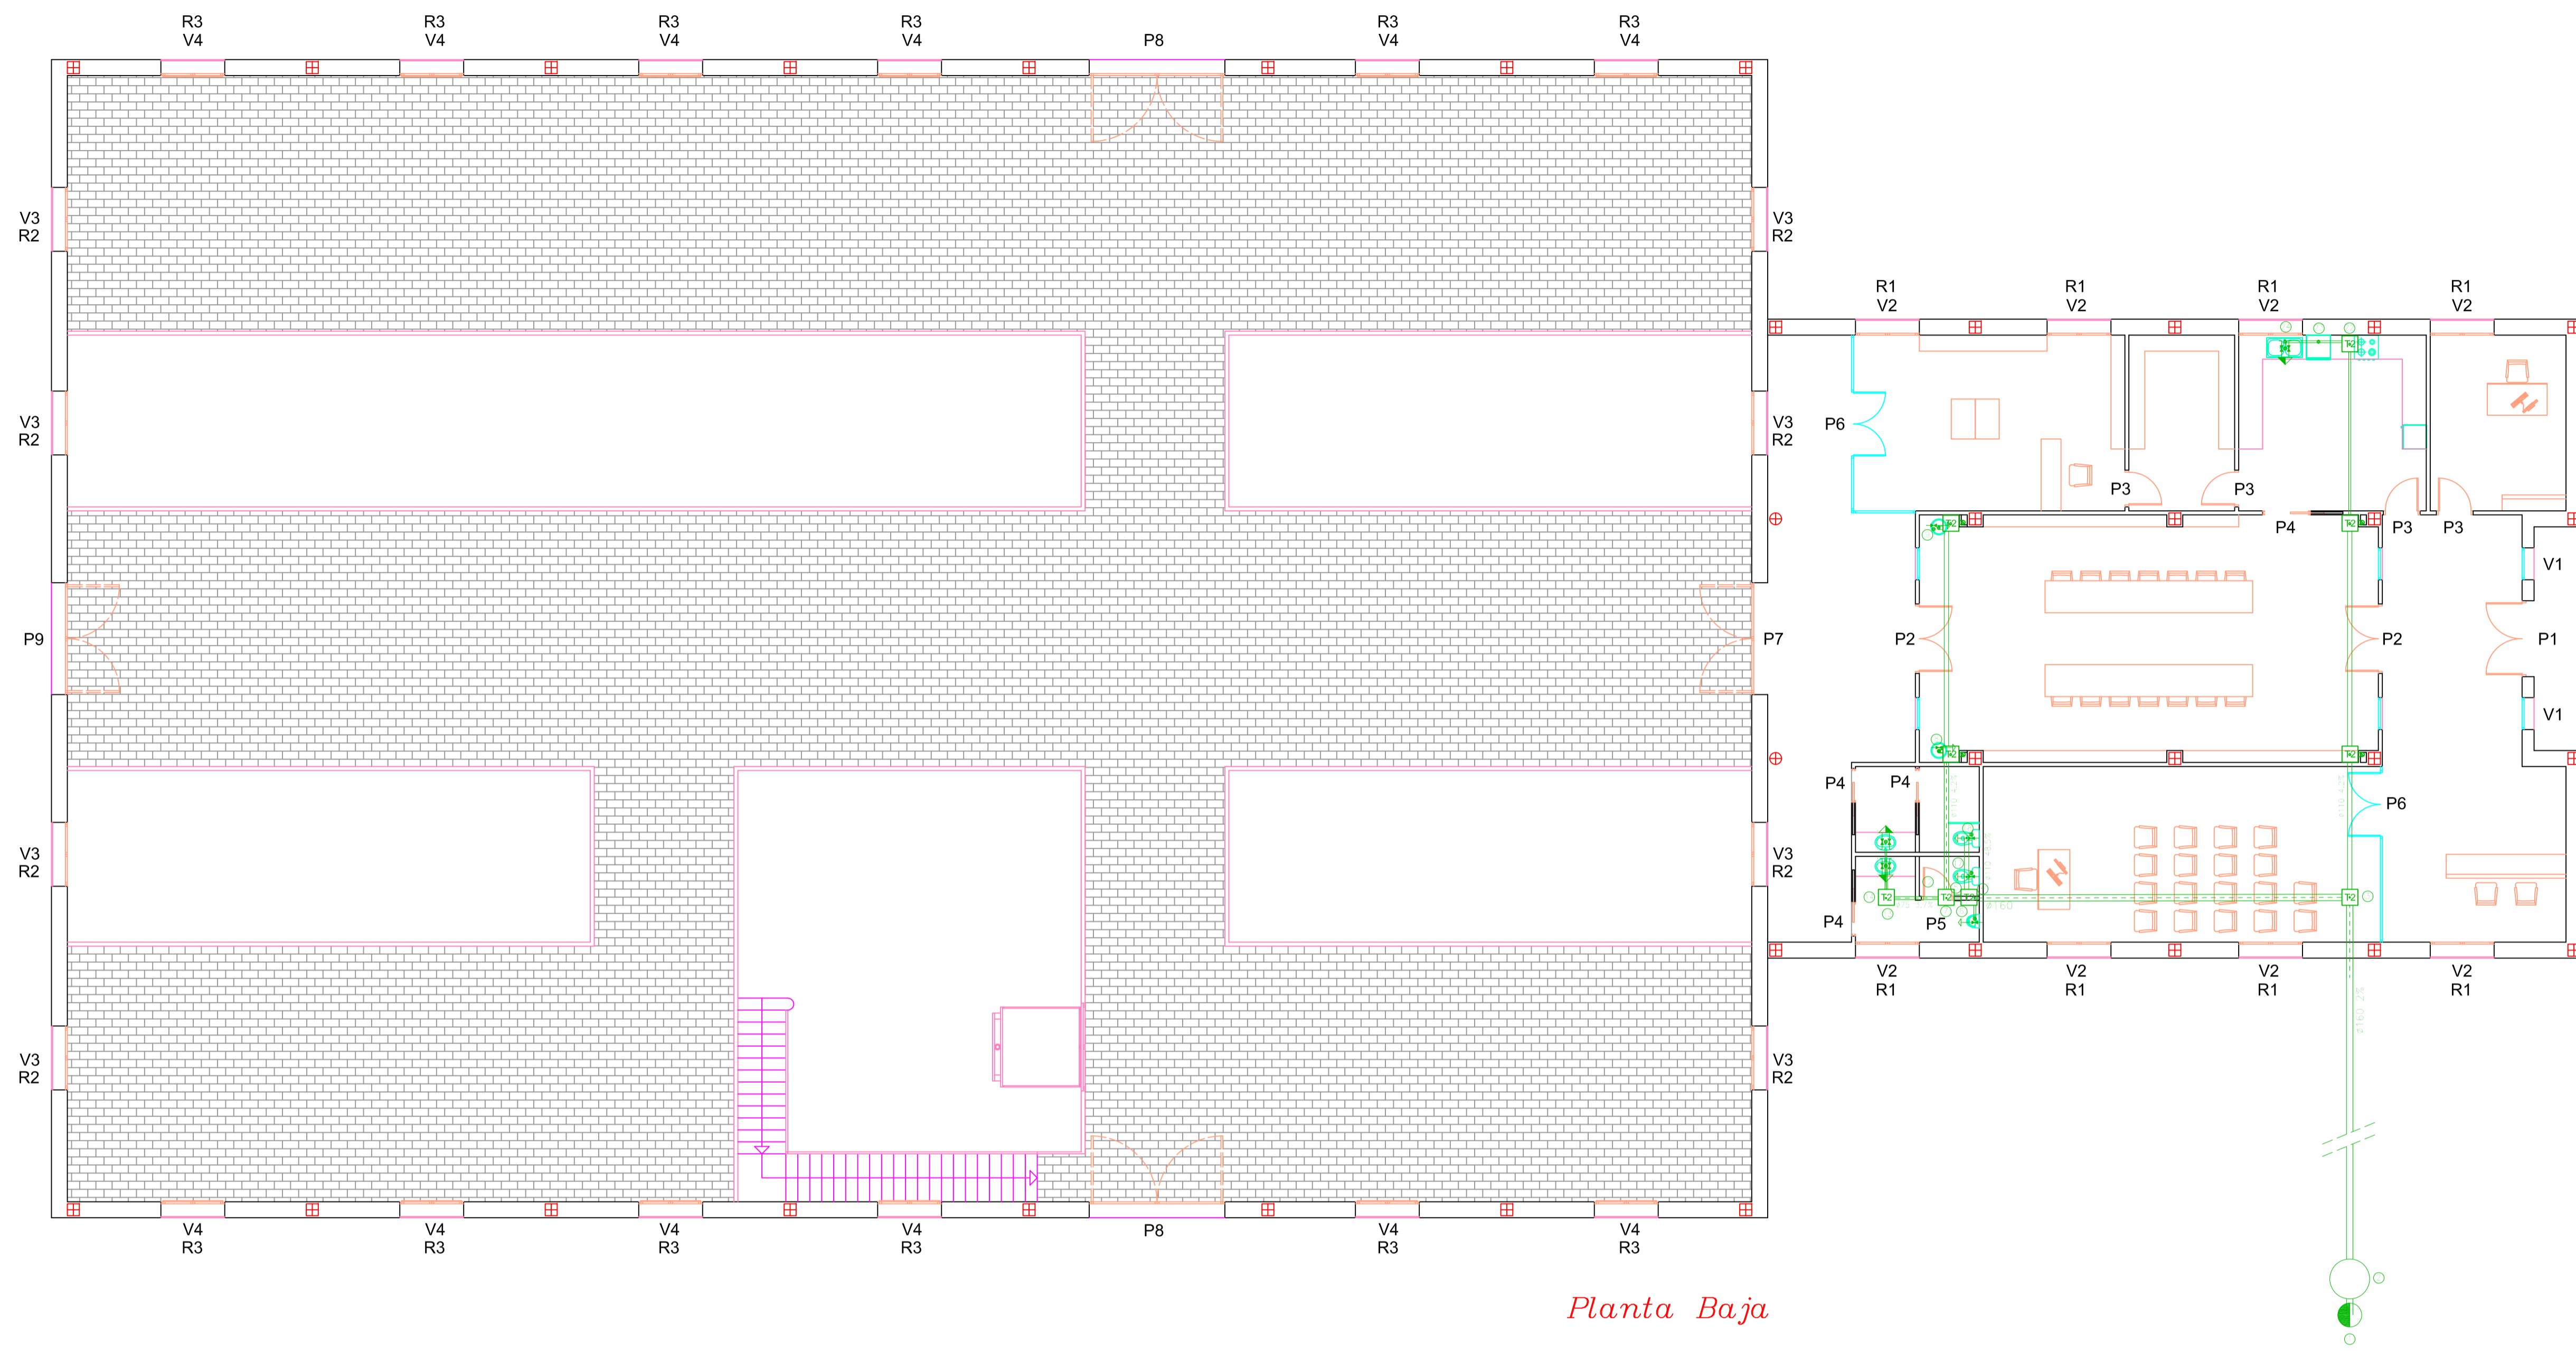 R3 R3 R3 R3 R3 R3
V4 V4 V4 V4 P8 V4 V4
V3 V3
R2 R2
R1 R1 R1 R1
V2 V2 V2 V2
V3 V3 P6
R2 R2
P3 P3
P4 P3 P3
V1
P9 P7 P2 P2 P1
V1
P4 P4 P6
V3 V3
R2 R2
P4 P5
V2 V2 V2 V2
R1 R1 R1 R1
V3 V3
R2 R2
V4 V4 V4 V4 P8 V4 V4
R3 R3 R3 R3 R3 R3
Planta Baja